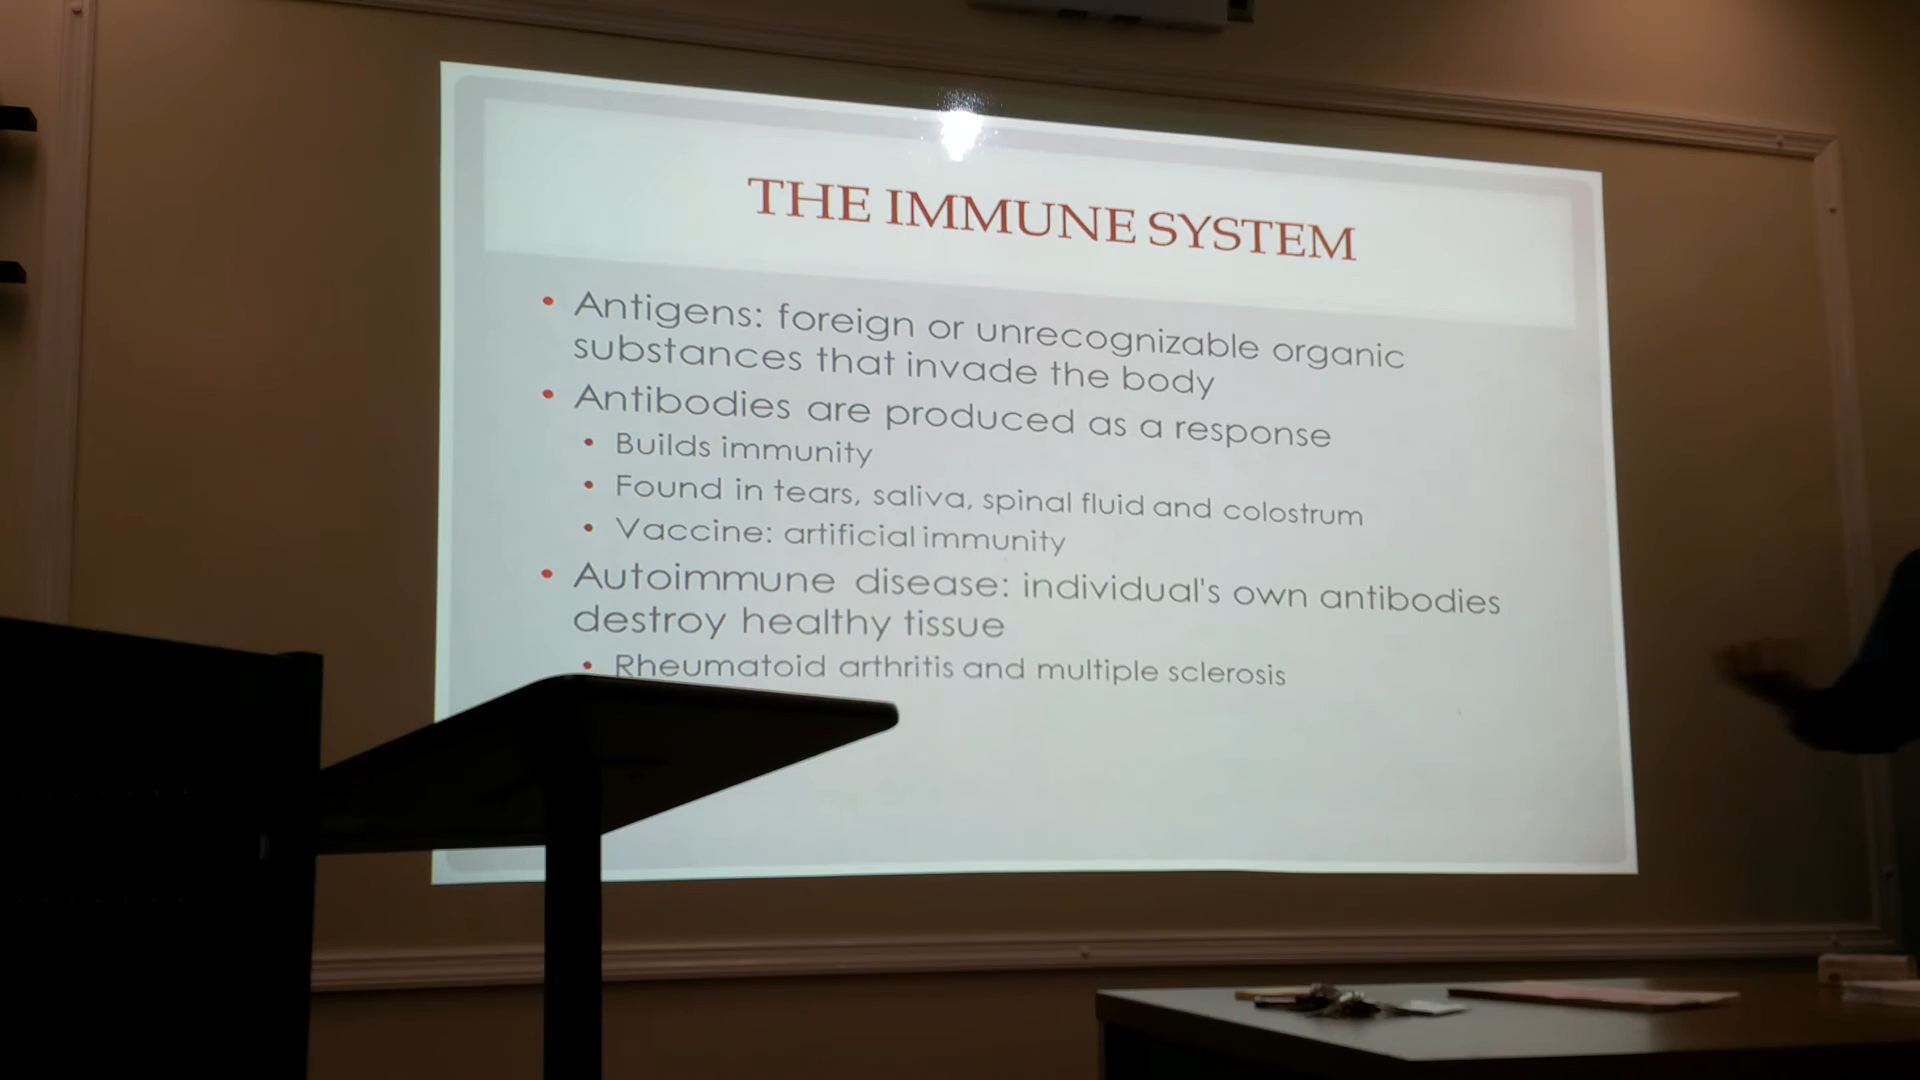 THE IMMUNE SYSTEM
• Antigens: foreign or unrecognizable organic
substances that invade the body
• Antibodies are produced as a response
• Builds immunity
• Found in tears, saliva, spinal fluid and colostrum
• Vaccine: artificial immunity
• Autoimmune disease: individual's own antibodies
destroy healthy tissue
• Rheumatoid arthritis and multiple sclerosis